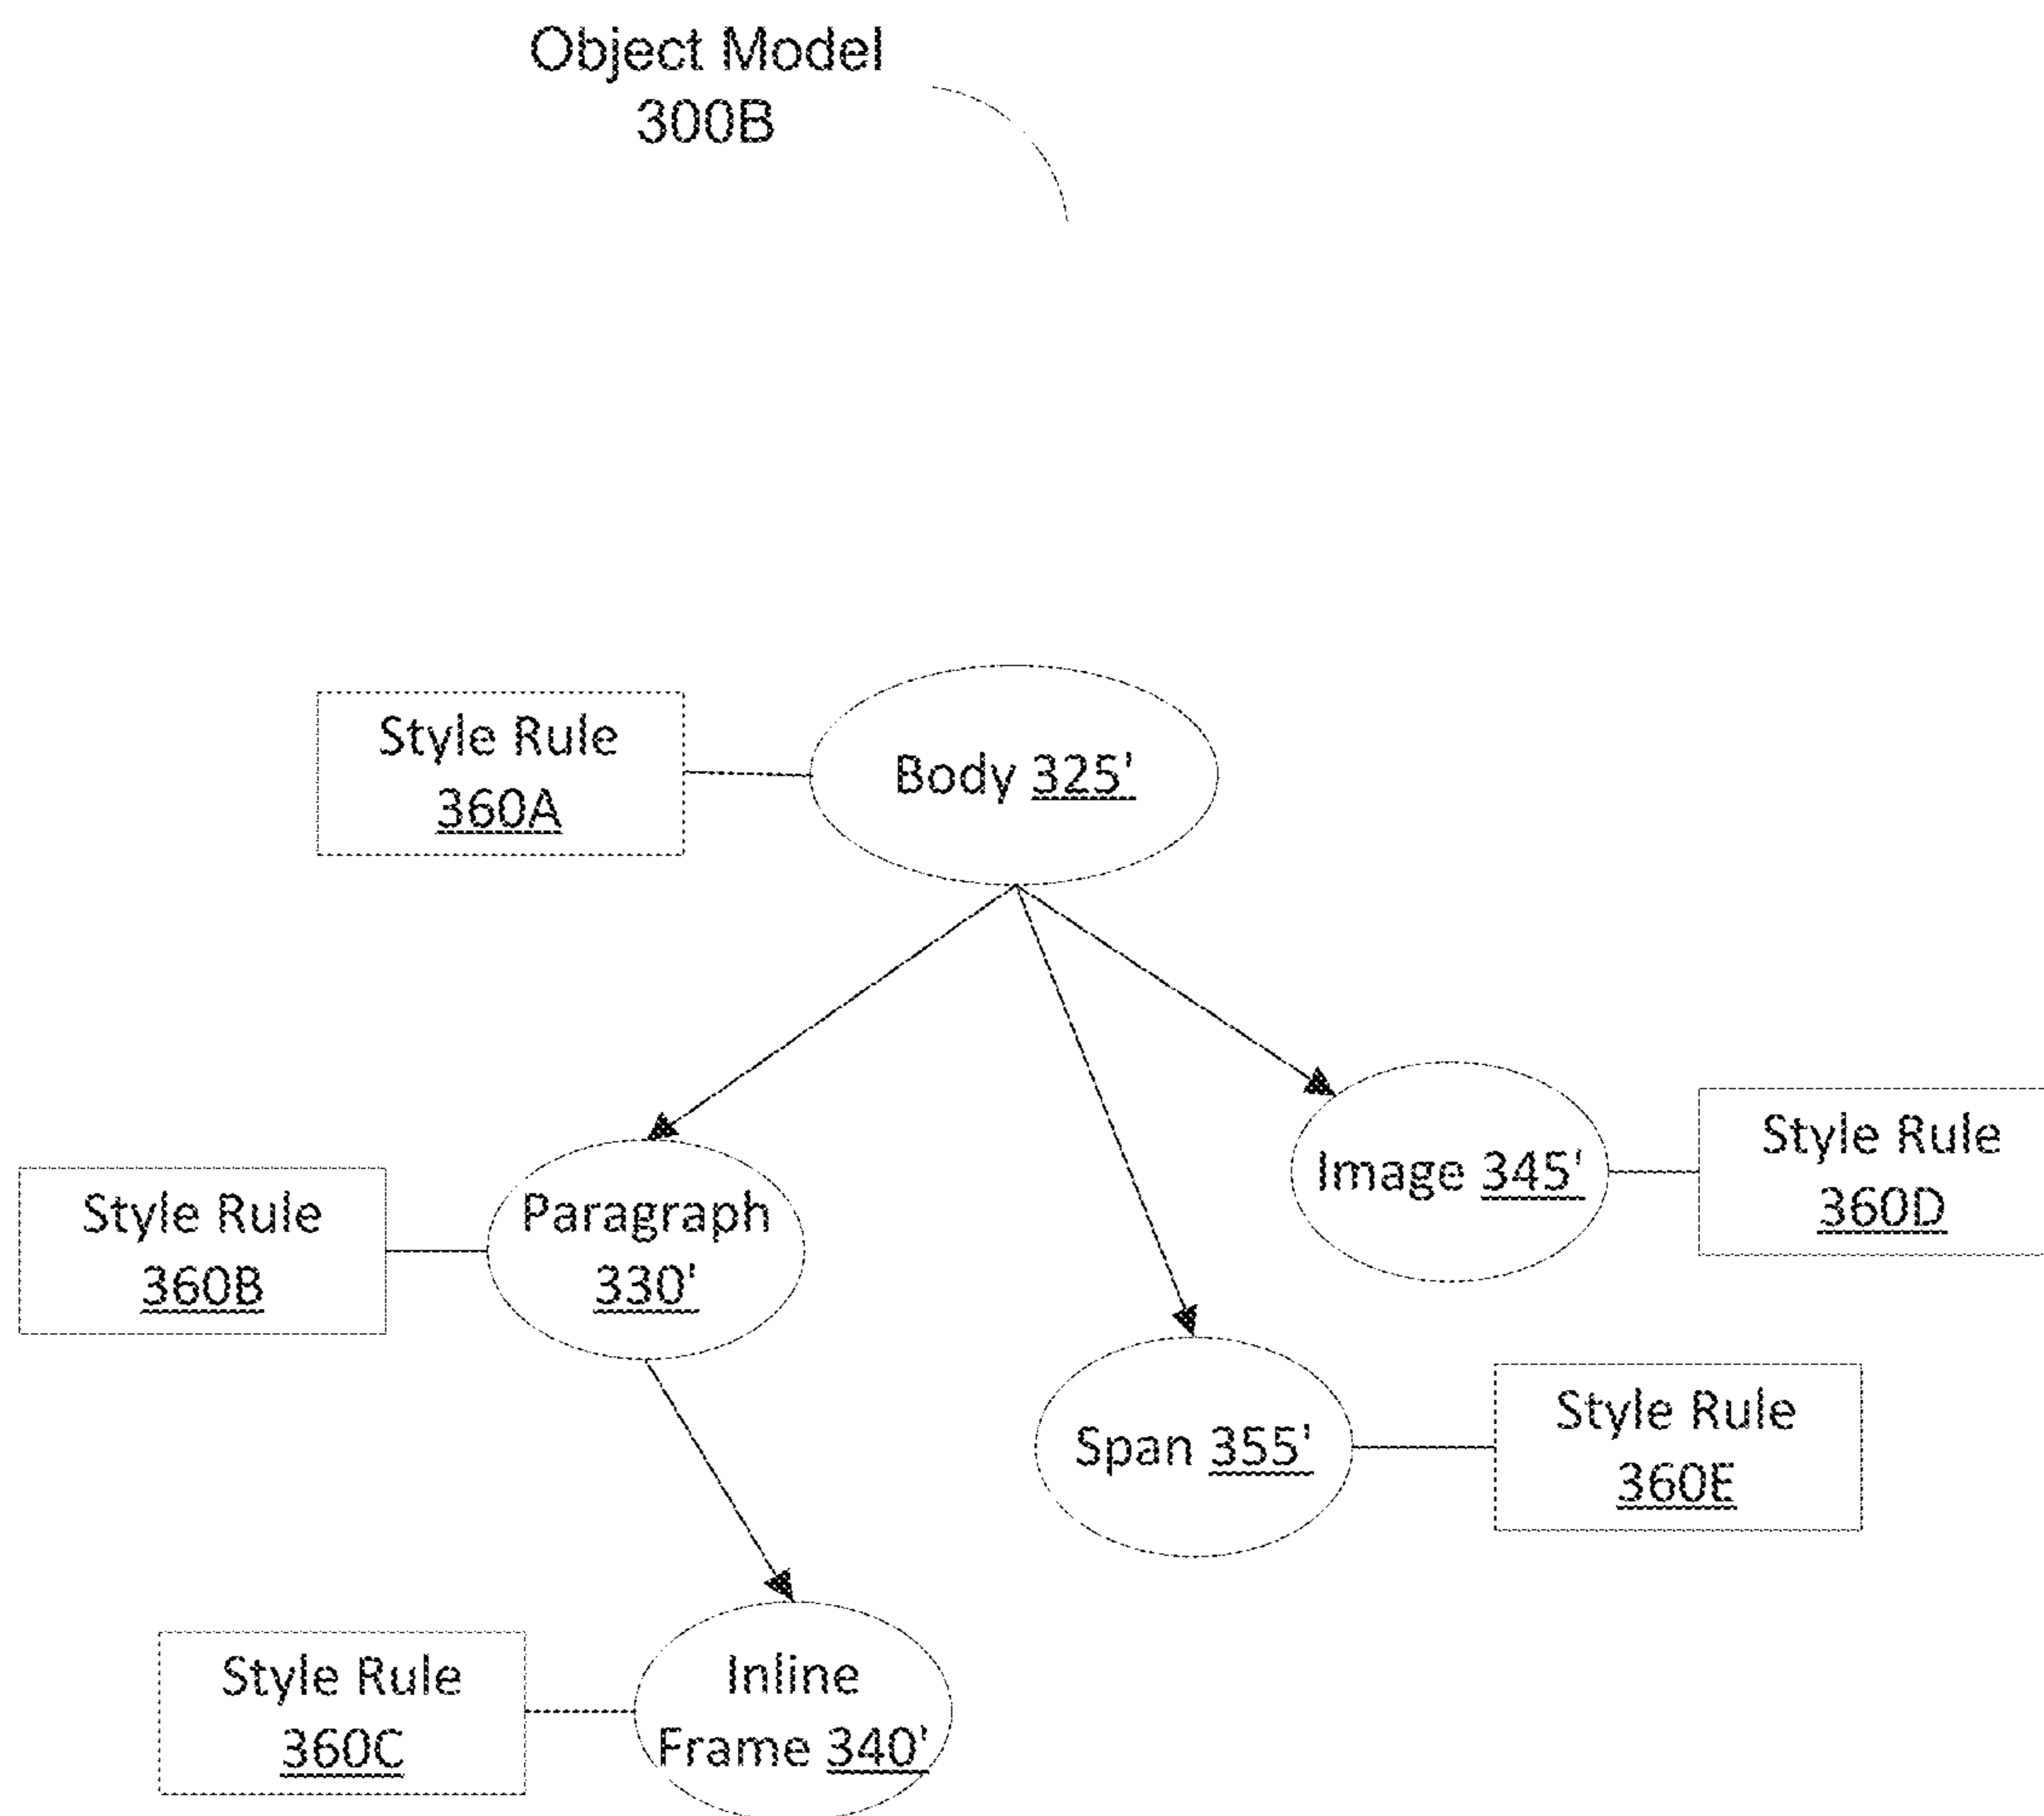 Object Model
300B
Style Rule
360A
Body 325'
Image 345'
Style Rule
360D
Style Rule
360B
Paragraph
330'
Span 355'
Style Rule
360E
Style Rule
360C
Inline
Frame 340'